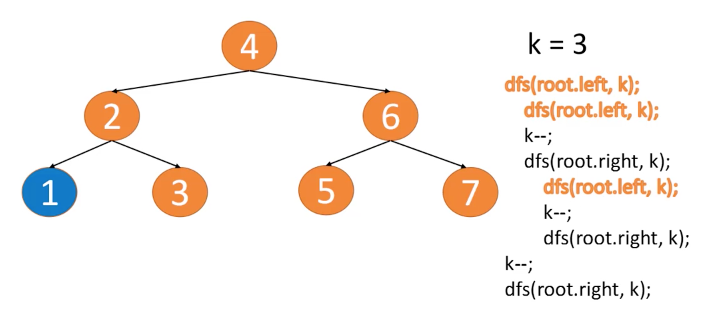 4
k = 3
dfs(root.left, k);
2
6
dfs(root.left, k);
k--;
dfs(root.right, k);
1
3
5
7
dfs(root.left, k);
k--;
dfs(root.right, k);
k--;
dfs(root.right, k);